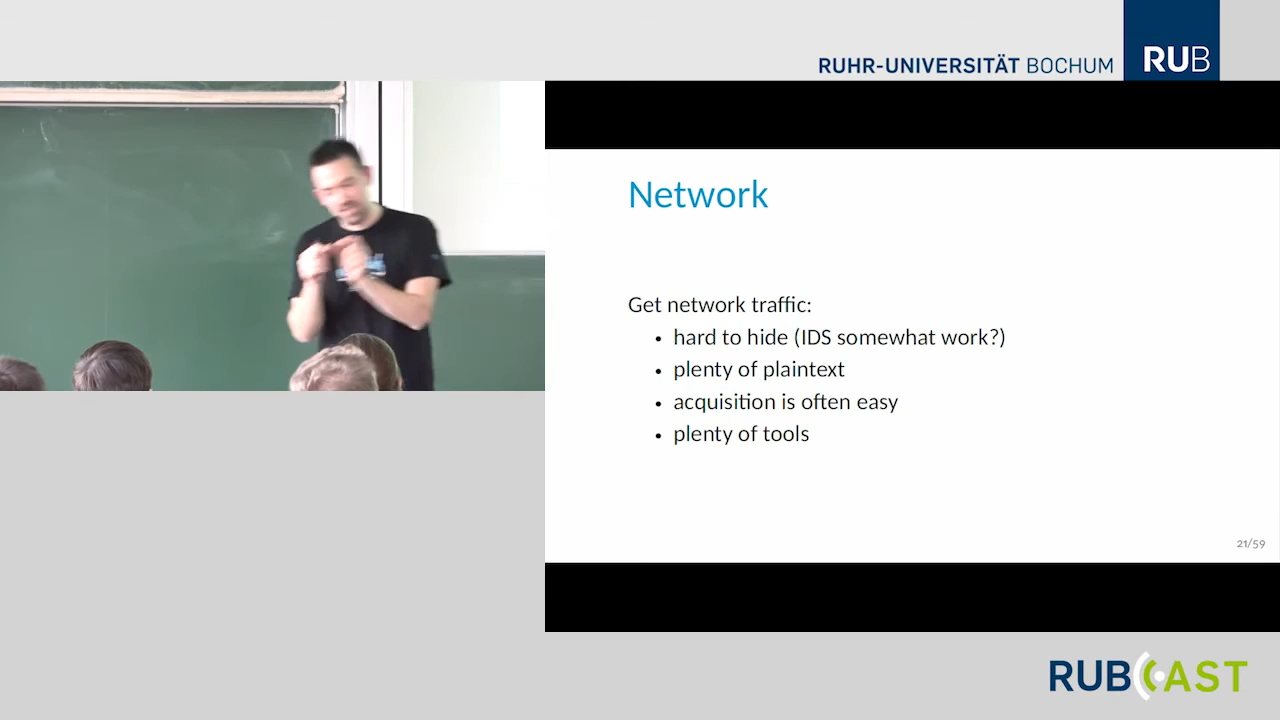 RUHR-UNIVERSITÄT BOCHUM
RUB
Network
Get network traffic:
• hard to hide (IDS somewhat work?)
• plenty of plaintext
• acquisition is often easy
• plenty of tools
21/59
RUBCAST